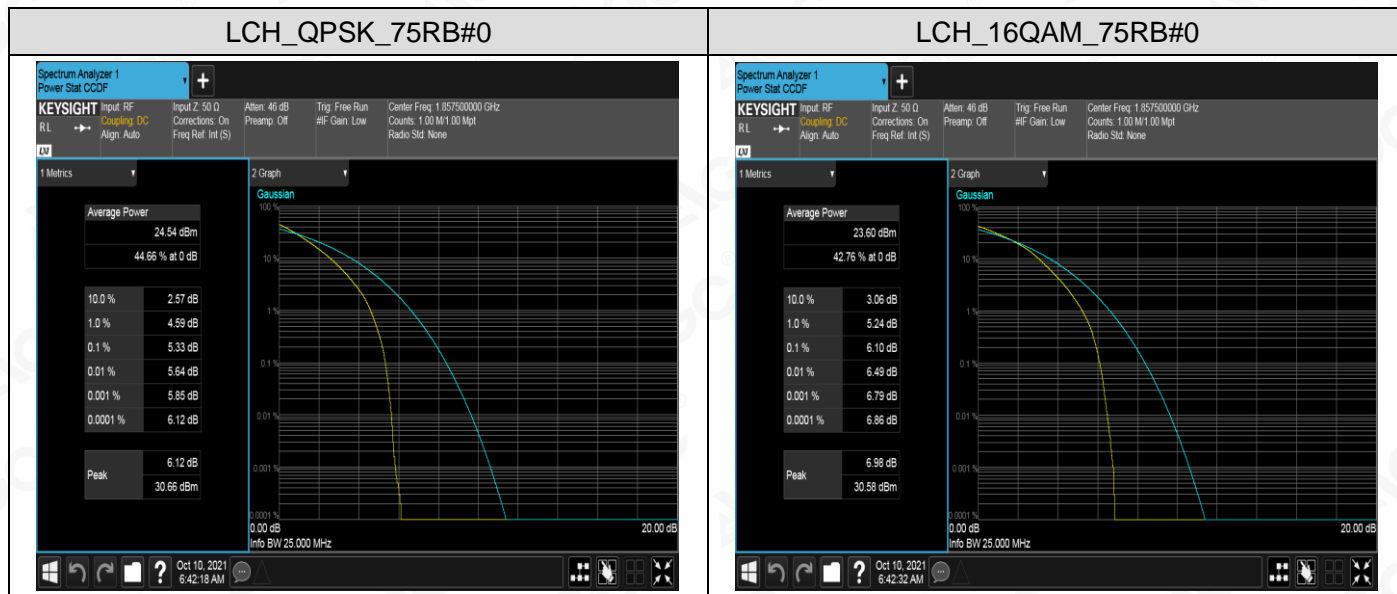 LCH_QPSK_75RB#0
Spectrum Analyzer 1
Power Stat CCDF
KEYSIGHT
RL
LXI
Input: RF
Coupling: DC
Align: Auto
Input Z: 50 Ω
Corrections: On
Freq Ref: Int (S)
Atten: 46 dB
Preamp: Off
Trig: Free Run
#IF Gain: Low
Center Freq: 1.857500000 GHz
Counts: 1.00 M/1.00 Mpt
Radio Std: None
1 Metrics
Average Power
24.54 dBm
44.66 % at 0 dB
10.0 % 2.57 dB
1.0 % 4.59 dB
0.1 % 5.33 dB
0.01 % 5.64 dB
0.001 % 5.85 dB
0.0001 % 6.12 dB
Peak
6.12 dB
30.66 dBm
2 Graph
Gaussian
100 %
10 %
1 %
0.1 %
0.01 %
0.001 %
0.0001 %
0.00 dB
20.00 dB
Info BW 25.000 MHz
?
Oct 10, 2021
6:42:18 AM
LCH_16QAM_75RB#0
Spectrum Analyzer 1
Power Stat CCDF
KEYSIGHT
RL
LXI
Input: RF
Coupling: DC
Align: Auto
Input Z: 50 Ω
Corrections: On
Freq Ref: Int (S)
Atten: 46 dB
Preamp: Off
Trig: Free Run
#IF Gain: Low
Center Freq: 1.857500000 GHz
Counts: 1.00 M/1.00 Mpt
Radio Std: None
1 Metrics
Average Power
23.60 dBm
42.76 % at 0 dB
10.0 % 3.06 dB
1.0 % 5.24 dB
0.1 % 6.10 dB
0.01 % 6.49 dB
0.001 % 6.79 dB
0.0001 % 6.86 dB
Peak
6.98 dB
30.58 dBm
2 Graph
Gaussian
100 %
10 %
1 %
0.1 %
0.01 %
0.001 %
0.0001 %
0.00 dB
20.00 dB
Info BW 25.000 MHz
?
Oct 10, 2021
6:42:32 AM